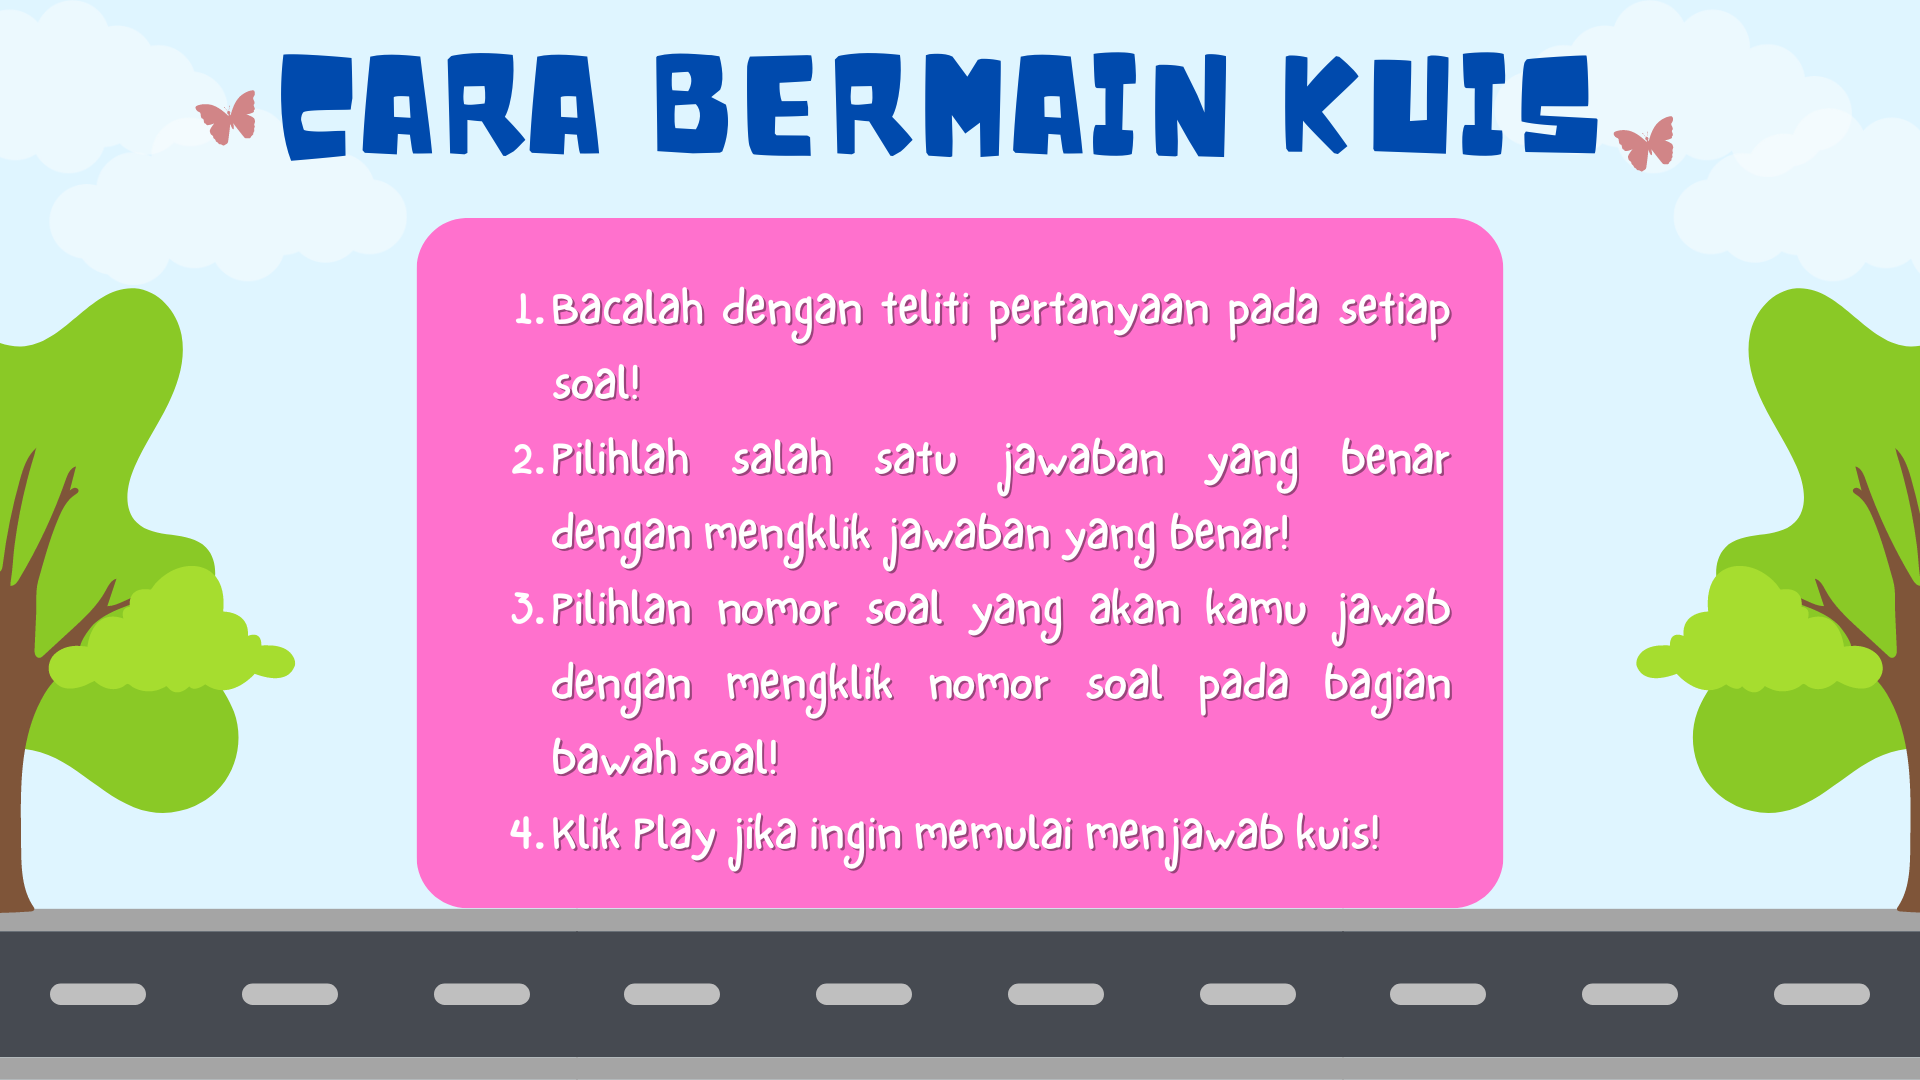 CARA BERMAIN KUIS
1. Bacalah dengan teliti pertanyaan pada setiap
soal!
2. Pilihlah salah satu jawaban yang benar
dengan mengklik jawaban yang benar!
3. Pilihlan nomor soal yang akan kamu jawab
dengan mengklik nomor soal pada bagian
bawah soal!
4. Klik Play jika ingin memulai menjawab kuis!